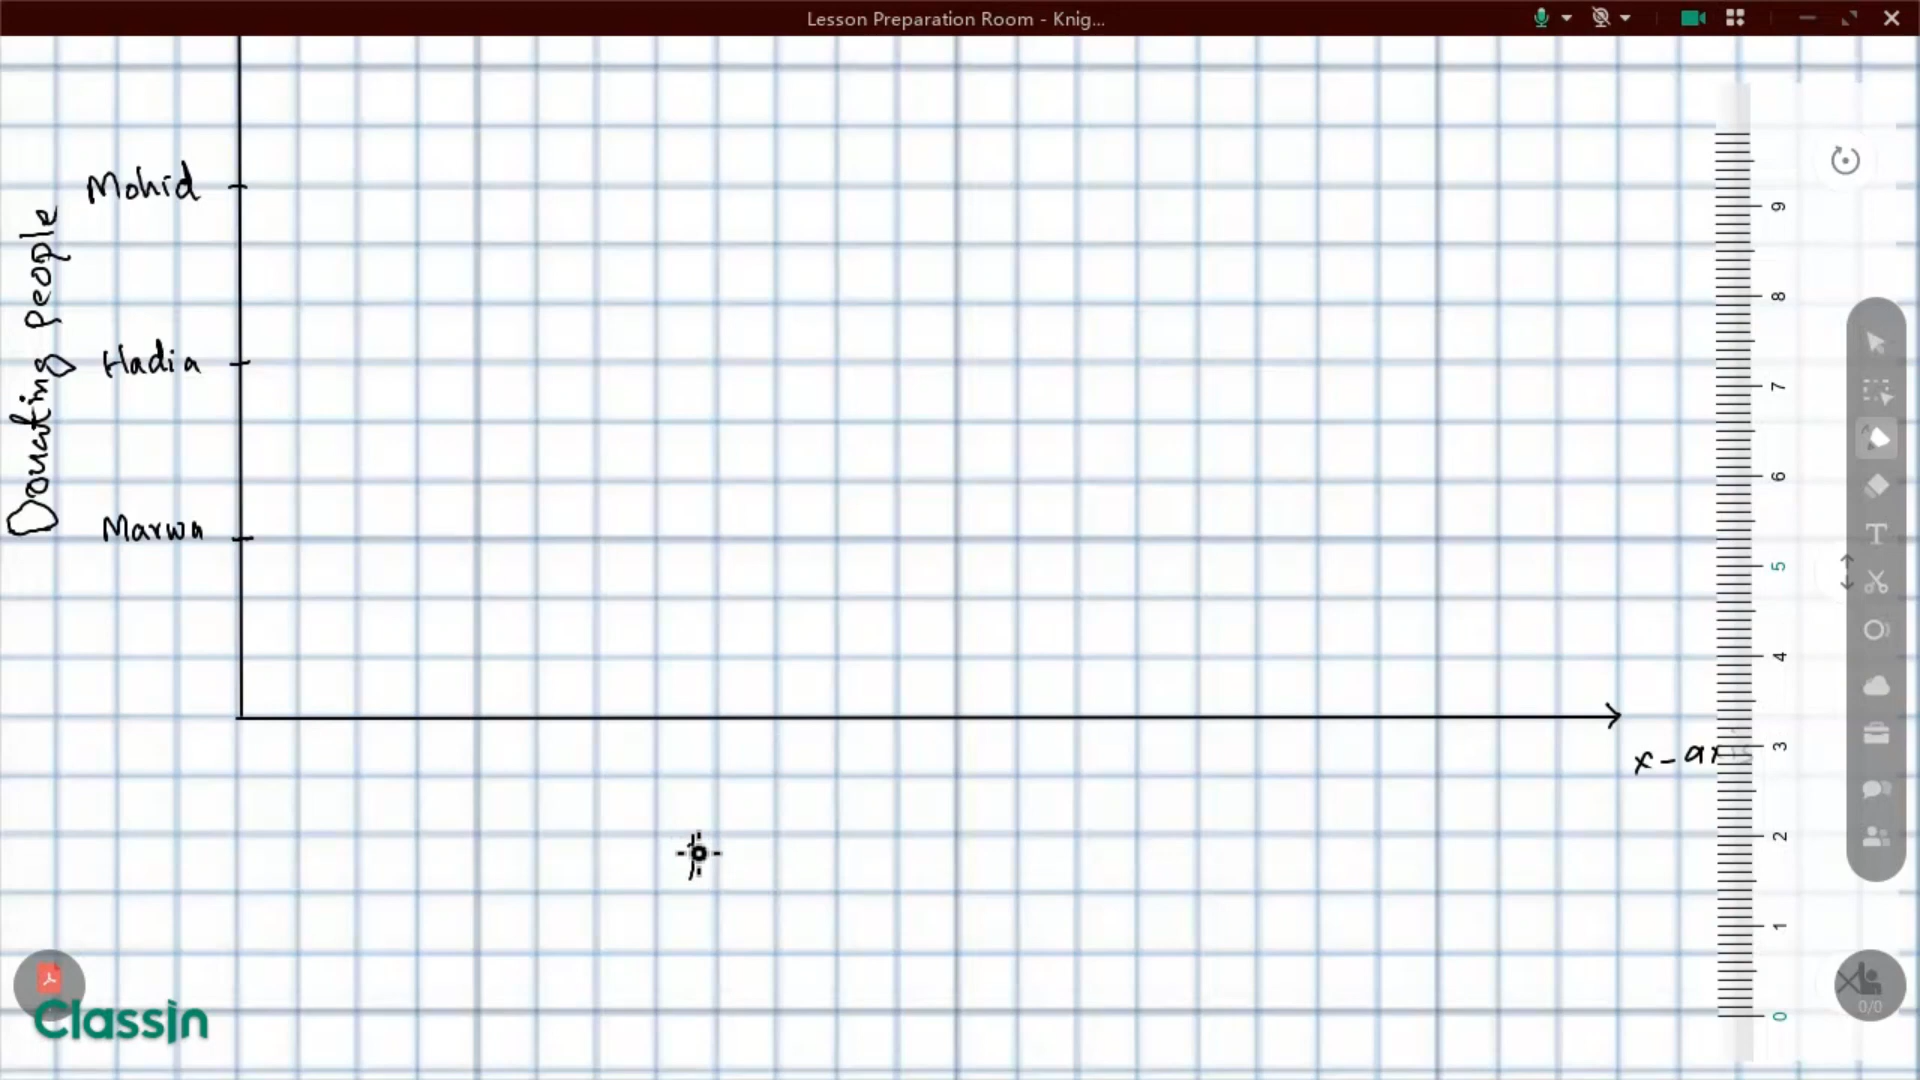 Lesson Preparation Room - Knig...
Mohid
Donating people
Hadia
Marwa
9
8
7
6
T
5
4
3
2
1
0
0/0
ClassIn